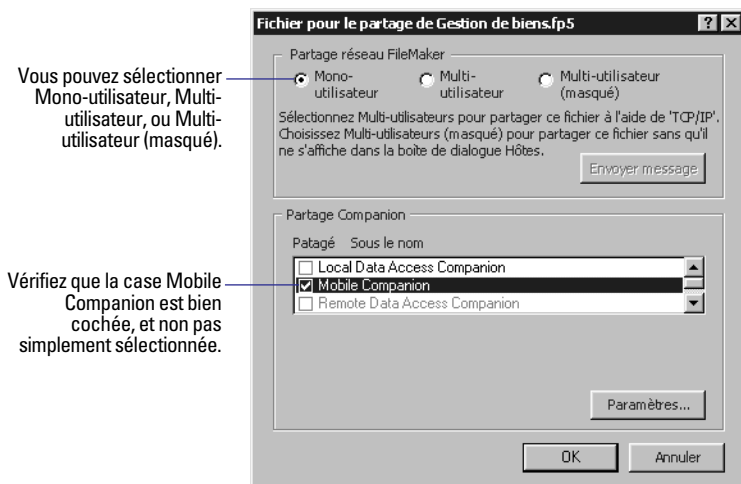 Fichier pour le partage de Gestion de biens.fp5
Partage réseau FileMaker
Vous pouvez sélectionner
Mono-utilisateur, Multi-
utilisateur, ou Multi-
utilisateur (masqué).
Mono-
utilisateur
Multi-
utilisateur
Multi-utilisateur
(masqué)
Sélectionnez Multi-utilisateurs pour partager ce fichier à l'aide de 'TCP/IP'.
Choisissez Multi-utilisateurs (masqué) pour partager ce fichier sans qu'il
ne s'affiche dans la boîte de dialogue Hôtes.
Envoyer message
Partage Companion
Patagé Sous le nom
Local Data Access Companion
Mobile Companion
Remote Data Access Companion
Vérifiez que la case Mobile
Companion est bien
cochée, et non pas
simplement sélectionnée.
Paramètres...
OK
Annuler